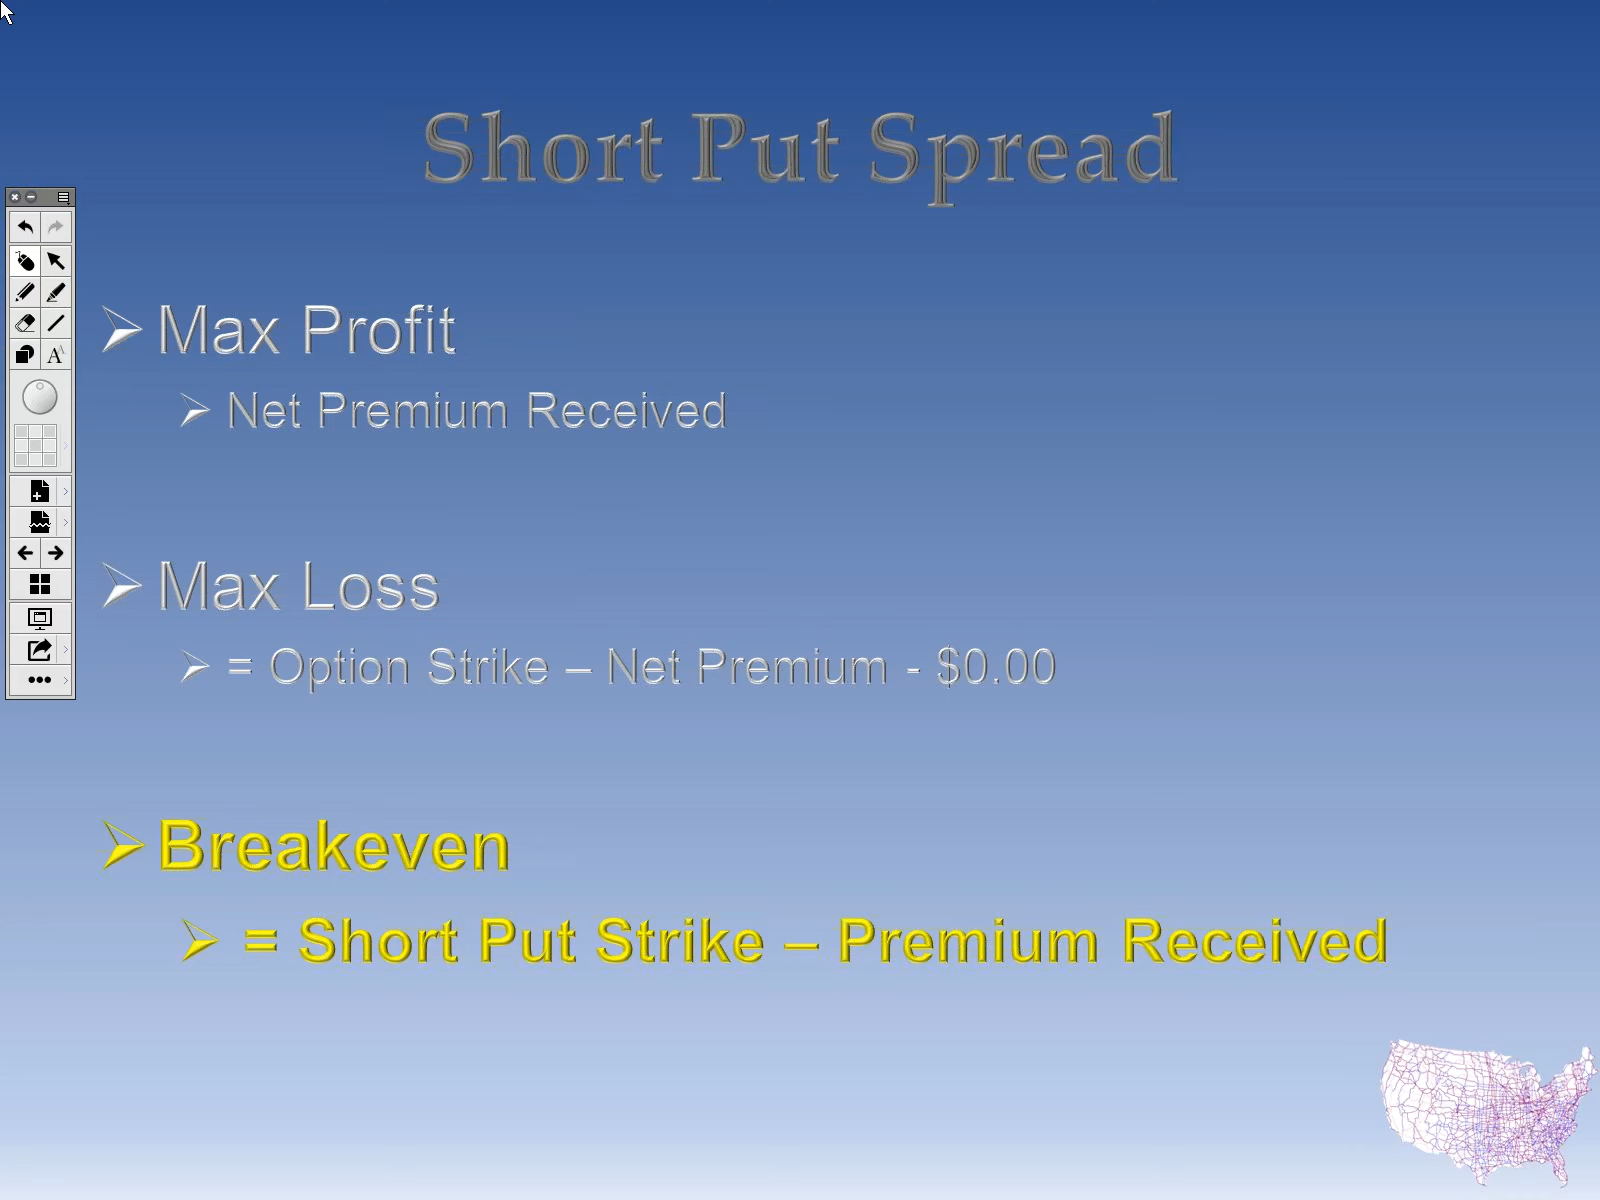 Short Put Spread
Max Profit
Net Premium Received
Max Loss
= Option Strike – Net Premium - $0.00
Breakeven
= Short Put Strike – Premium Received